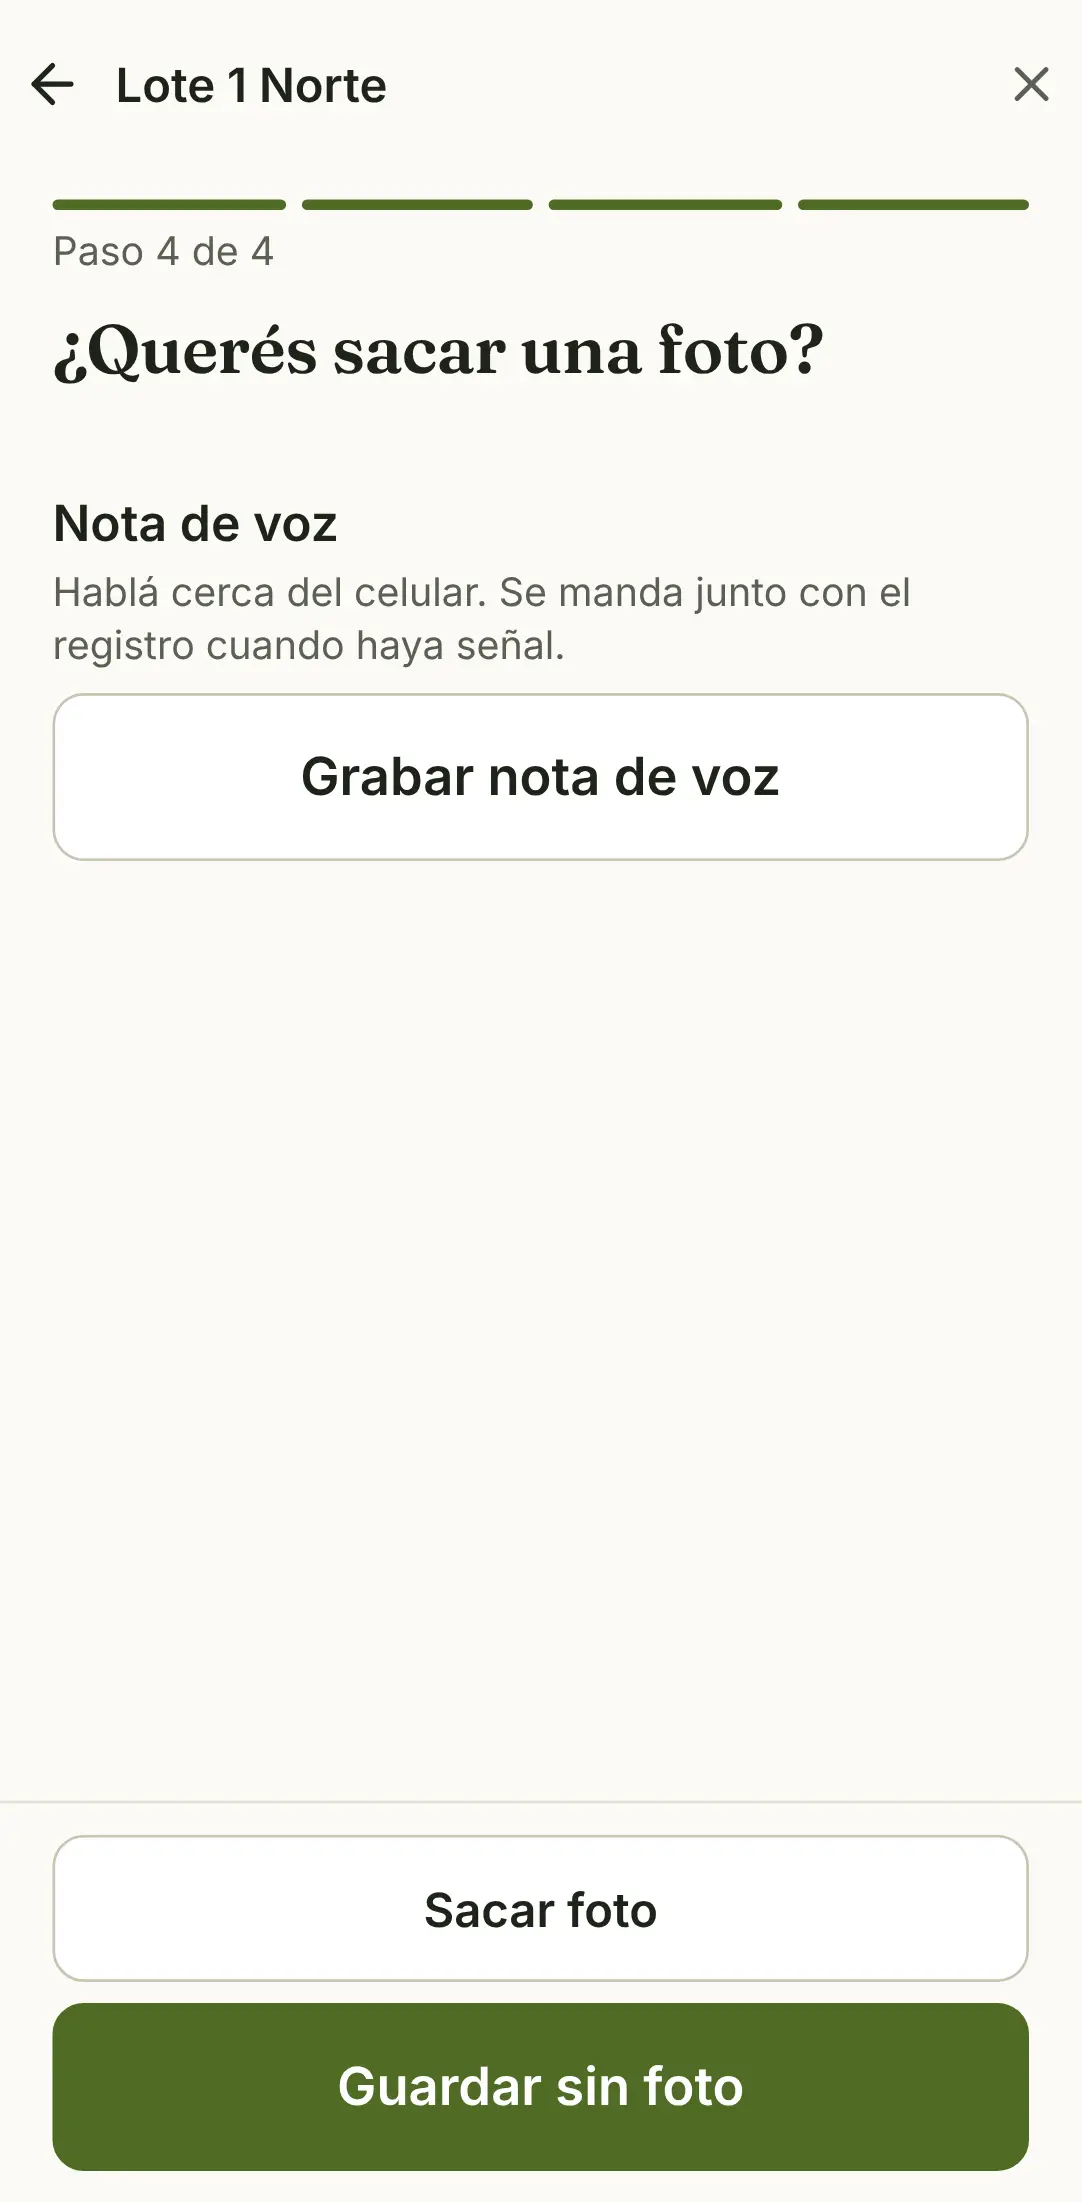 Lote 1 Norte
Paso 4 de 4
¿Querés sacar una foto?
Nota de voz
Hablá cerca del celular. Se manda junto con el
registro cuando haya señal.
Grabar nota de voz
Sacar foto
Guardar sin foto